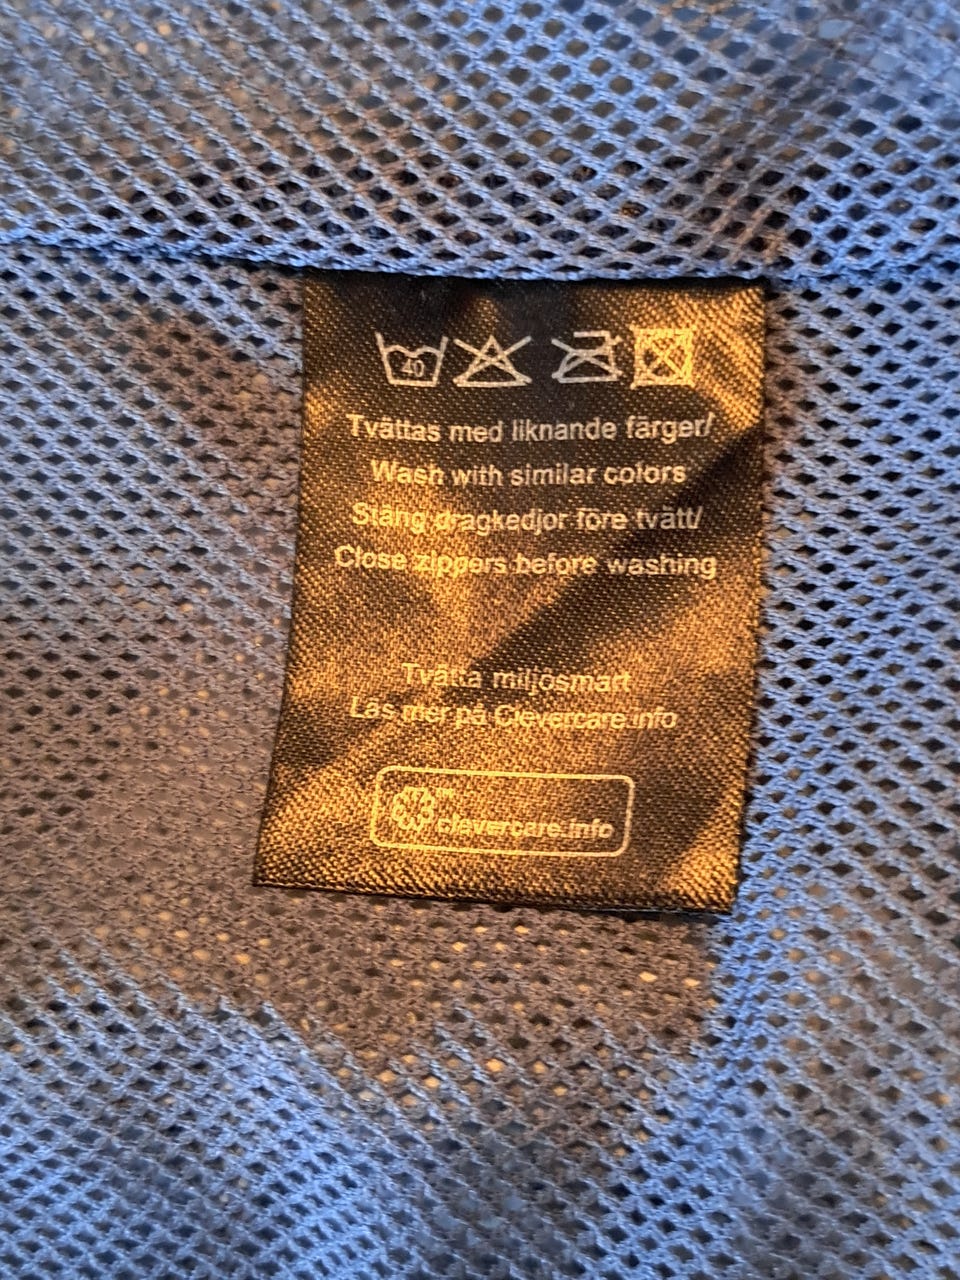 40
Tvättas med liknande färger/
Wash with similar colors
Stäng dragkedjor före tvätt/
Close zippers before washing
Tvätta miljösmart
Läs mer på Clevercare.info
™ clevercare.info